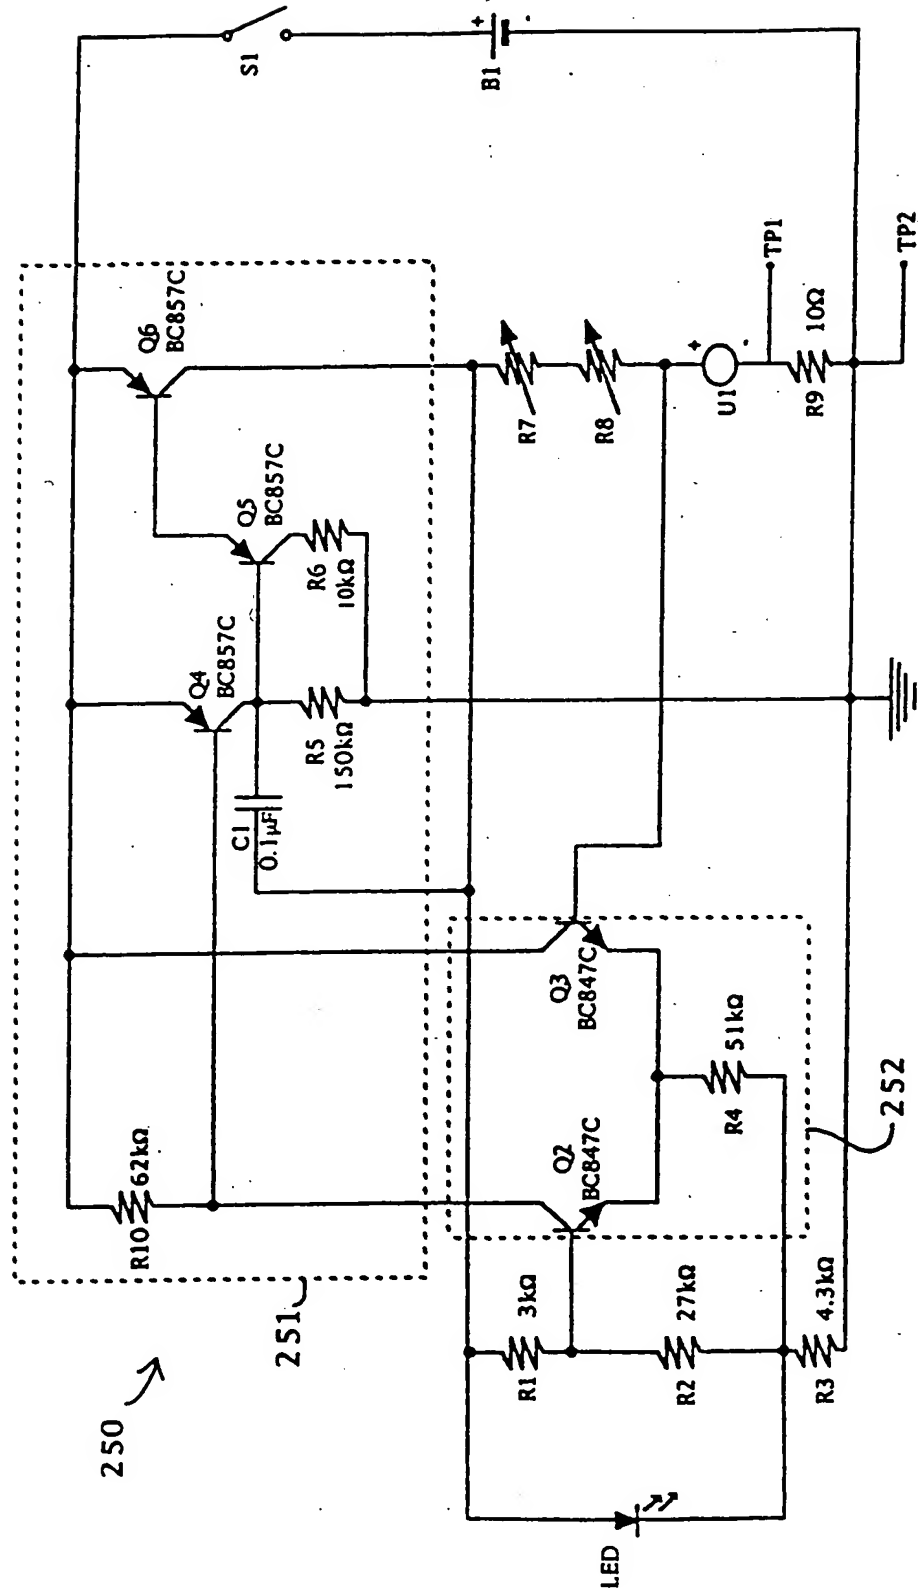 S1
+
-
B1
Q6
BC857C
Q5
BC857C
R6
10kΩ
Q4
BC857C
R5
150kΩ
C1
0.1µF
R10
62kΩ
251
250
R7
R8
+
-
U1
TP1
R9
10Ω
TP2
Q3
BC847C
Q2
BC847C
R4
51kΩ
252
R1
3kΩ
R2
27kΩ
R3
4.3kΩ
LED